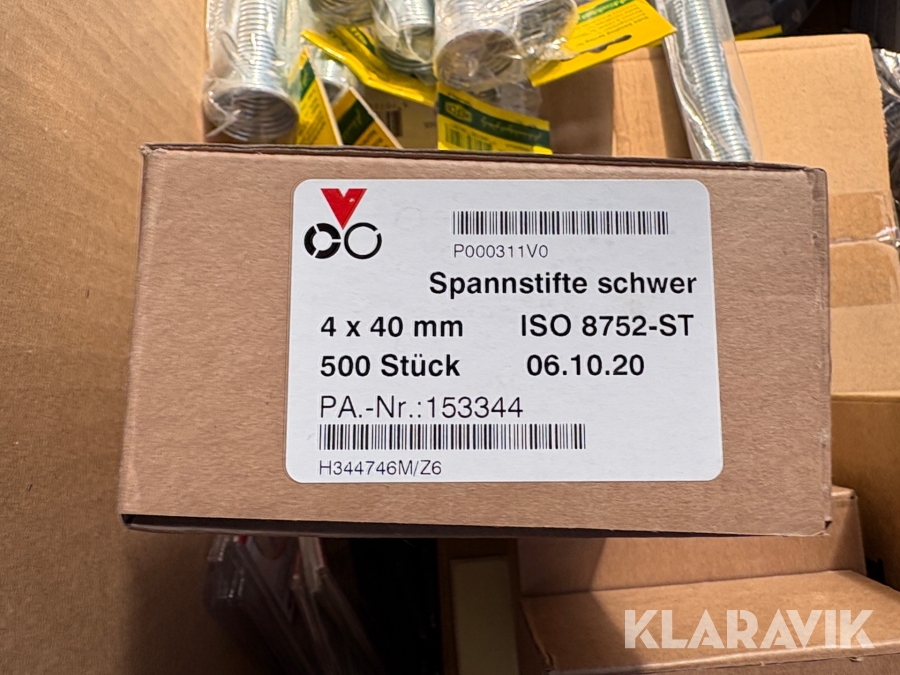 P000311V0
Spannstifte schwer
4 x 40 mm ISO 8752-ST
500 Stück 06.10.20
PA.-Nr.:153344
H344746M/Z6
KLARAVIK